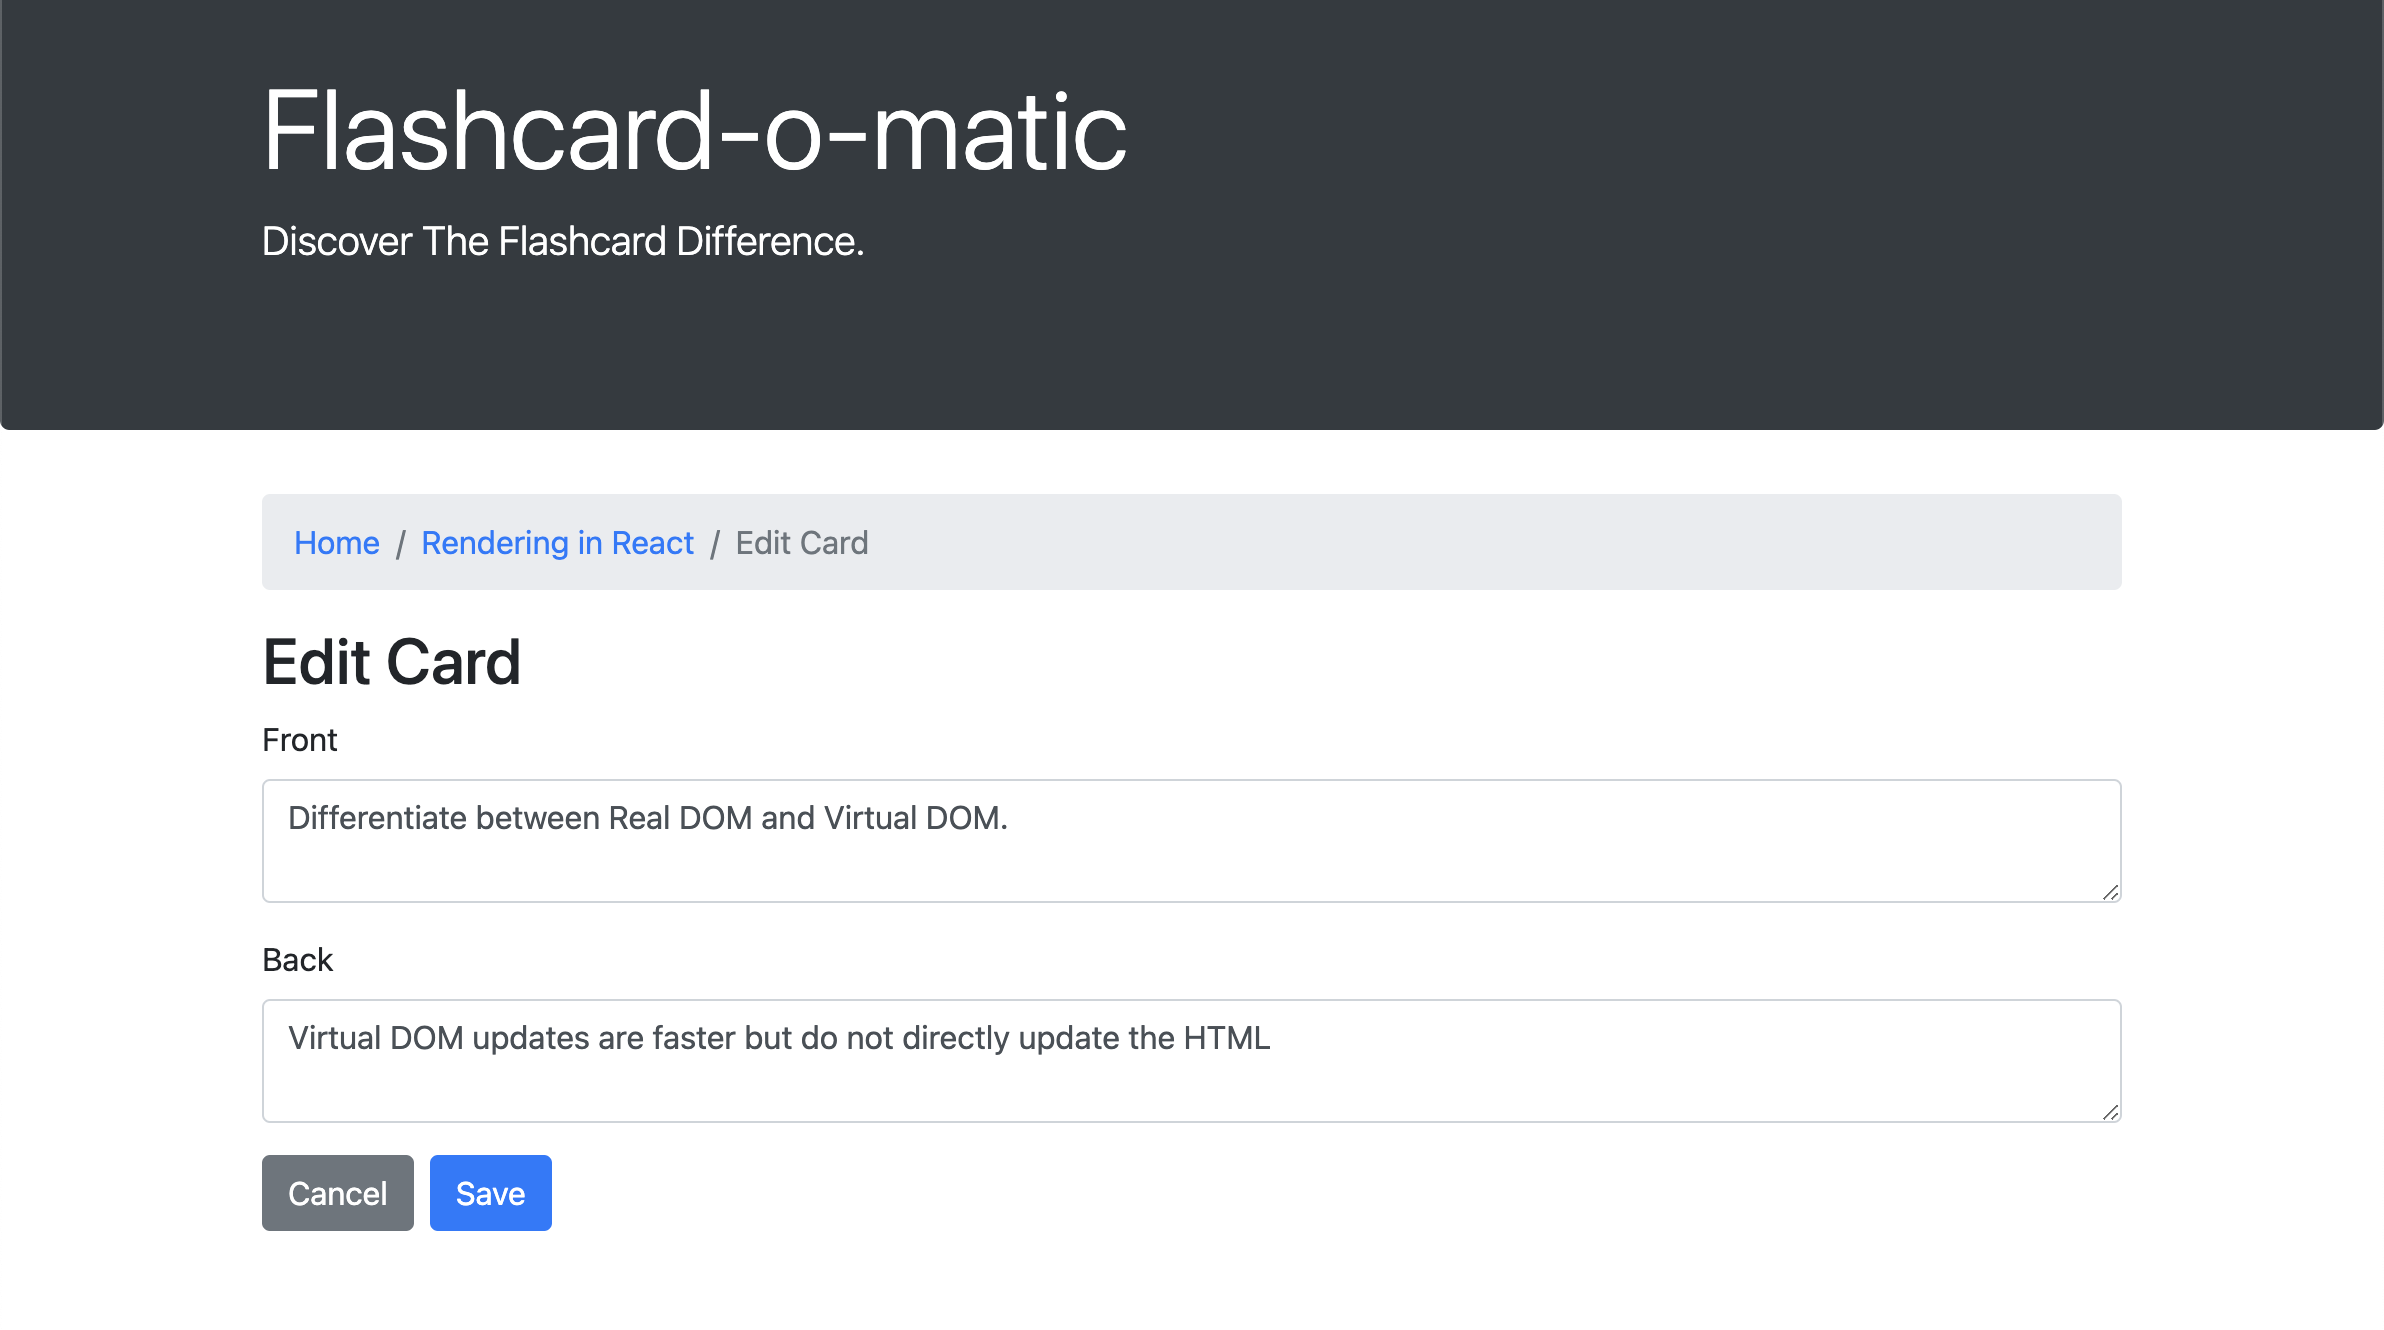 Flashcard-o-matic
Discover The Flashcard Difference.
Home / Rendering in React / Edit Card
Edit Card
Front
Differentiate between Real DOM and Virtual DOM.
Back
Virtual DOM updates are faster but do not directly update the HTML
Cancel Save